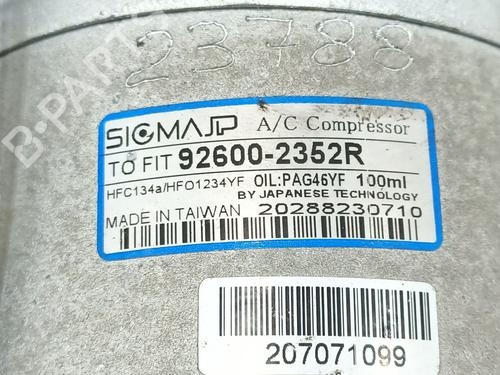 23788
B-PARTS
SIGMAJP A/C Compressor
TO FIT 92600-2352R
HFC134a/HFO1234YF OIL:PAG46YF 100ml
BY JAPANESE TECHNOLOGY
MADE IN TAIWAN 20288230710
207071099